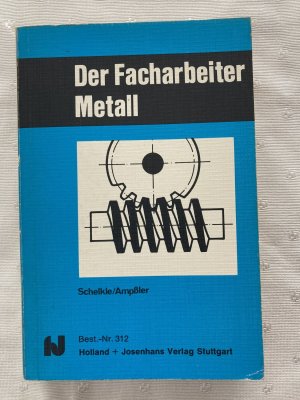 Der Facharbeiter
Metall
Schelkle/Ampßler
Best.-Nr. 312
Holland + Josenhans Verlag Stuttgart